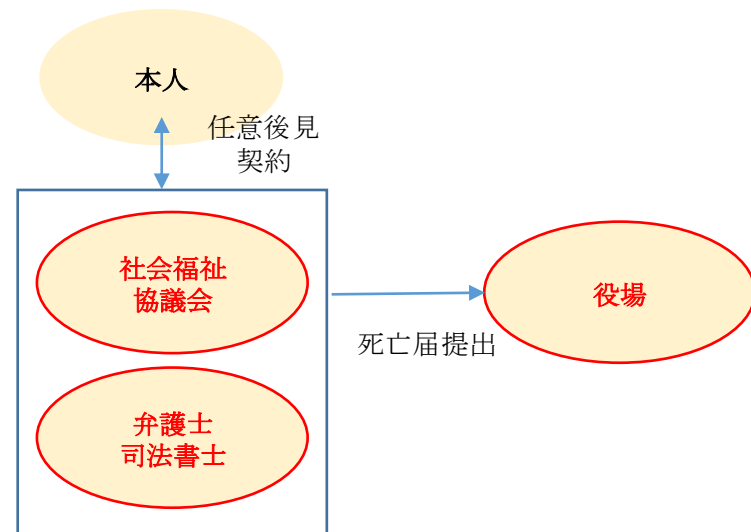 本人
任意後見
契約
社会福祉
協議会
役場
死亡届提出
弁護士
司法書士